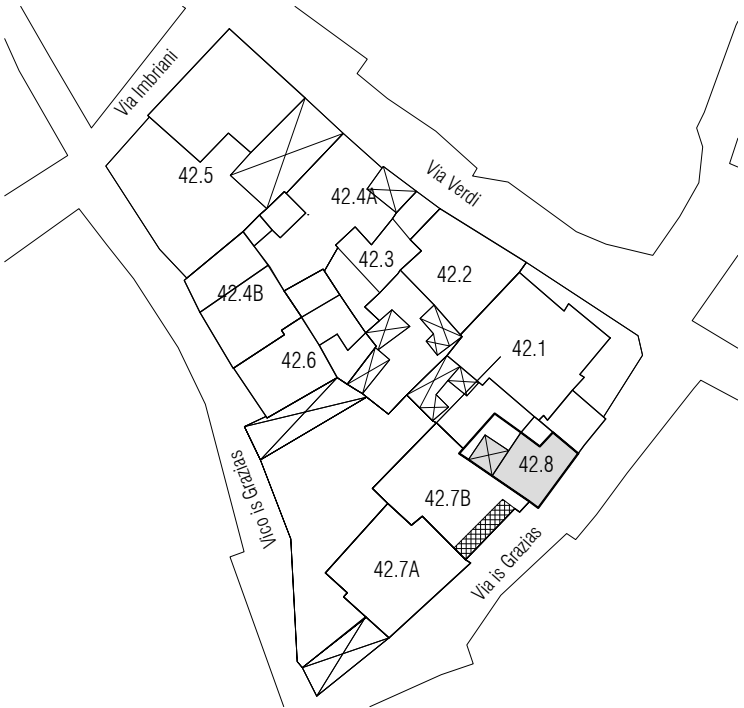 Via Imbriani
Via Verdi
42.5
42.4A
42.3
42.2
42.4B
42.1
42.6
42.8
42.7B
Vico is Grazias
42.7A
Via is Grazias